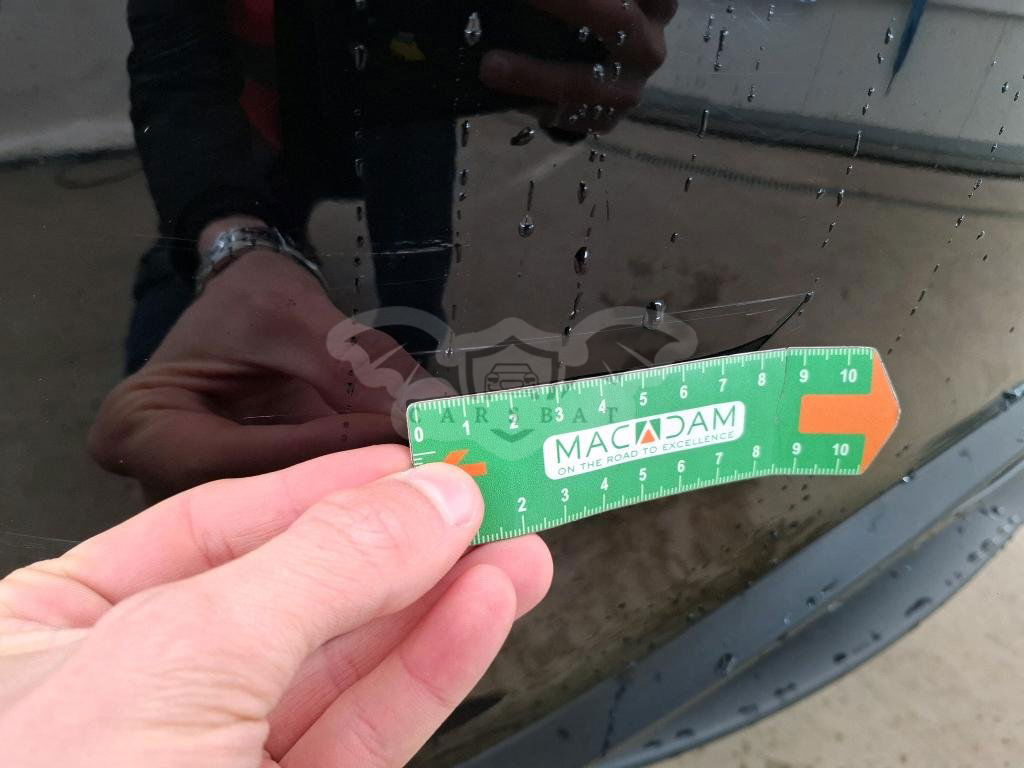 0 1 2 3 4 5 6 7 8 9 10
CARSBAT
MACADAM
ON THE ROAD TO EXCELLENCE
2 3 4 5 6 7 8 9 10